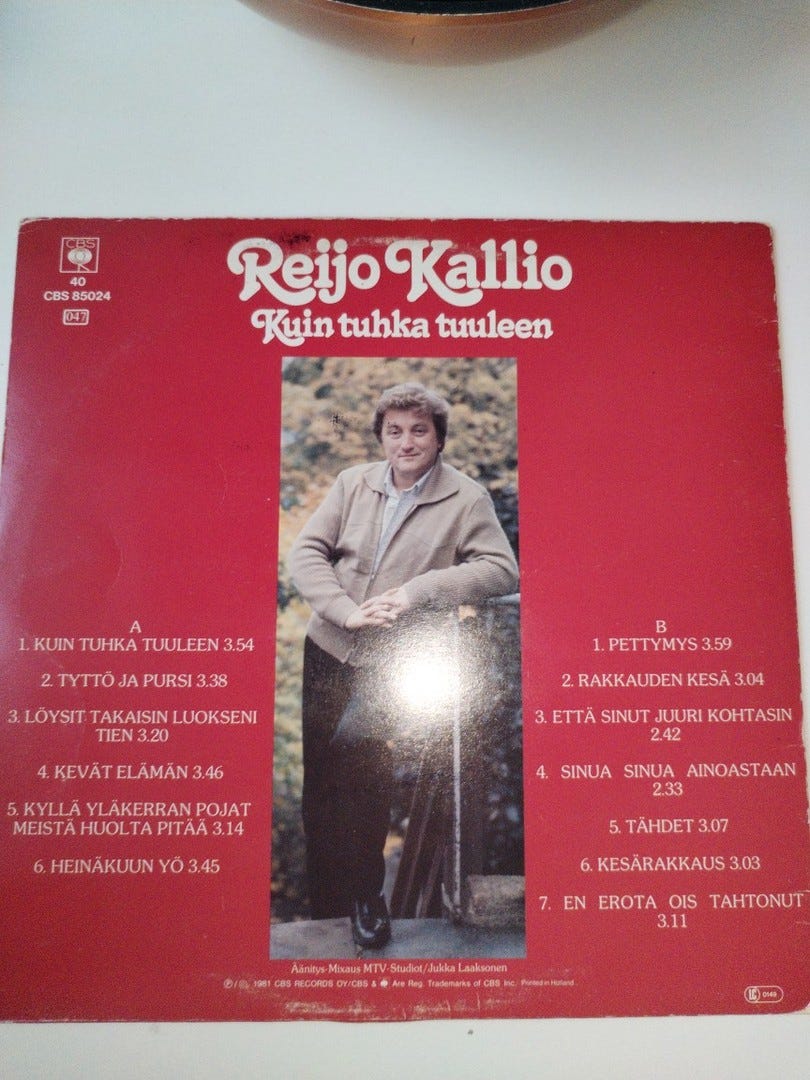 CBS
40
CBS 85024
047
Reijo Kallio
Kuin tuhka tuuleen
A
1. KUIN TUHKA TUULEEN 3.54
2. TYTTÖ JA PURSI 3.38
3. LÖYSIT TAKAISIN LUOKSENI
TIEN 3.20
4. KEVÄT ELÄMÄN 3.46
5. KYLLÄ YLÄKERRAN POJAT
MEISTÄ HUOLTA PITÄÄ 3.14
6. HEINÄKUUN YÖ 3.45
B
1. PETTYMYS 3.59
2. RAKKAUDEN KESÄ 3.04
3. ETTÄ SINUT JUURI KOHTASIN
2.42
4. SINUA SINUA AINOASTAAN
2.33
5. TÄHDET 3.07
6. KESÄRAKKAUS 3.03
7. EN EROTA OIS TAHTONUT
3.11
Äänitys-Mixaus MTV-Studiot/Jukka Laaksonen
℗/© 1981 CBS RECORDS OY/CBS & Are Reg. Trademarks of CBS Inc. Printed in Holland.
LC 0149